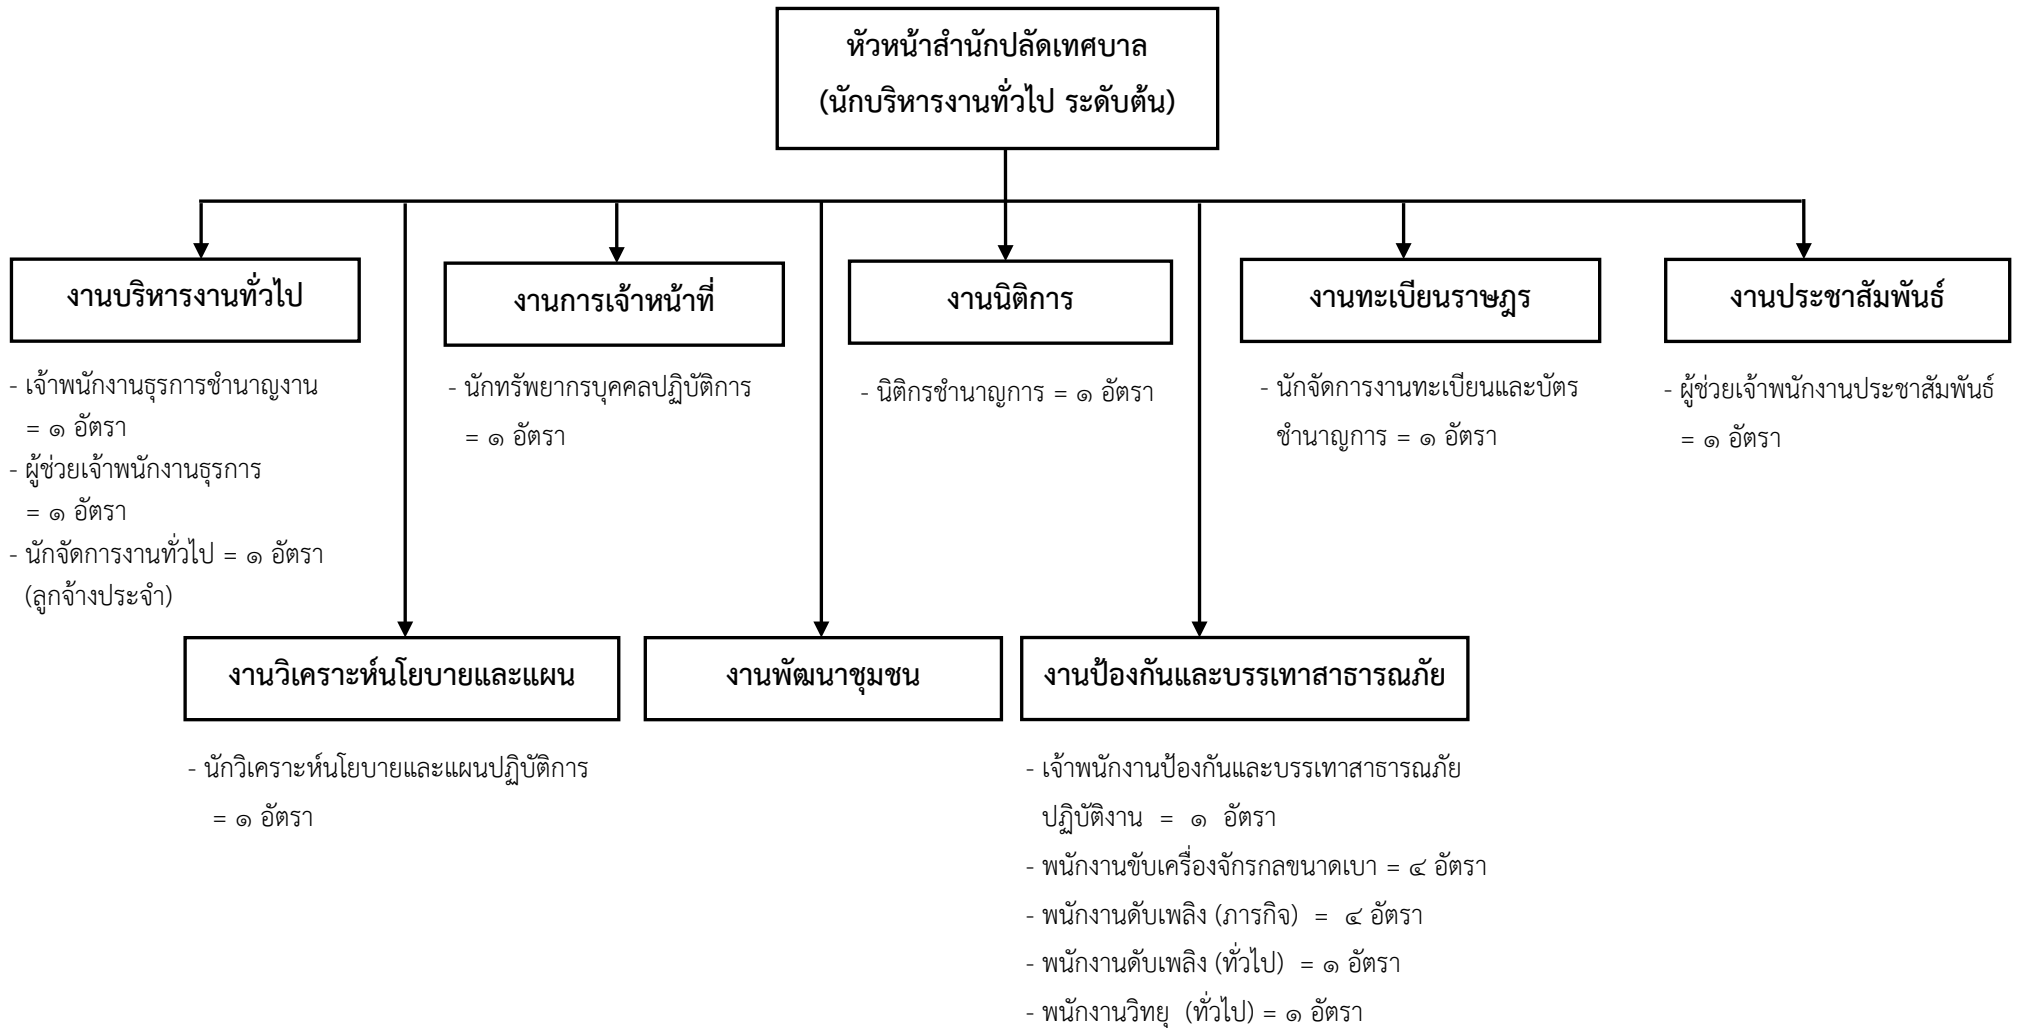 หัวหน้าสำนักปลัดเทศบาล
(นักบริหารงานทั่วไป ระดับต้น)
งานบริหารงานทั่วไป
- เจ้าพนักงานธุรการชำนาญงาน
= ๑ อัตรา
- ผู้ช่วยเจ้าพนักงานธุรการ
= ๑ อัตรา
- นักจัดการงานทั่วไป = ๑ อัตรา
(ลูกจ้างประจำ)
งานการเจ้าหน้าที่
- นักทรัพยากรบุคคลปฏิบัติการ
= ๑ อัตรา
งานนิติการ
- นิติกรชำนาญการ = ๑ อัตรา
งานทะเบียนราษฎร
- นักจัดการงานทะเบียนและบัตร
ชำนาญการ = ๑ อัตรา
งานประชาสัมพันธ์
- ผู้ช่วยเจ้าพนักงานประชาสัมพันธ์
= ๑ อัตรา
งานวิเคราะห์นโยบายและแผน
- นักวิเคราะห์นโยบายและแผนปฏิบัติการ
= ๑ อัตรา
งานพัฒนาชุมชน
งานป้องกันและบรรเทาสาธารณภัย
- เจ้าพนักงานป้องกันและบรรเทาสาธารณภัย
ปฏิบัติงาน = ๑ อัตรา
- พนักงานขับเครื่องจักรกลขนาดเบา = ๔ อัตรา
- พนักงานดับเพลิง (ภารกิจ) = ๔ อัตรา
- พนักงานดับเพลิง (ทั่วไป) = ๑ อัตรา
- พนักงานวิทยุ (ทั่วไป) = ๑ อัตรา